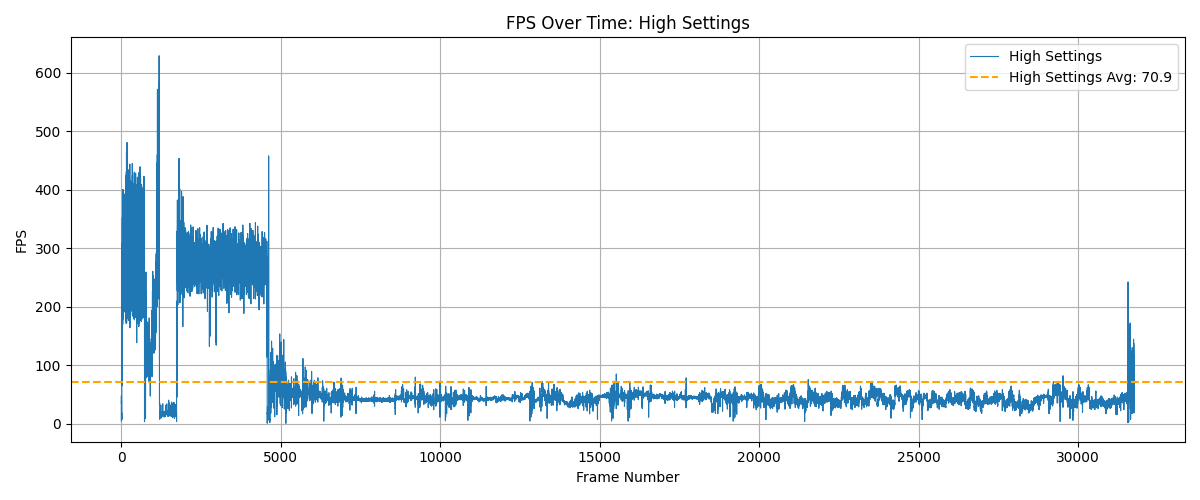 FPS Over Time: High Settings
High Settings
High Settings Avg: 70.9
FPS
600
500
400
300
200
100
0
0 5000 10000 15000 20000 25000 30000
Frame Number